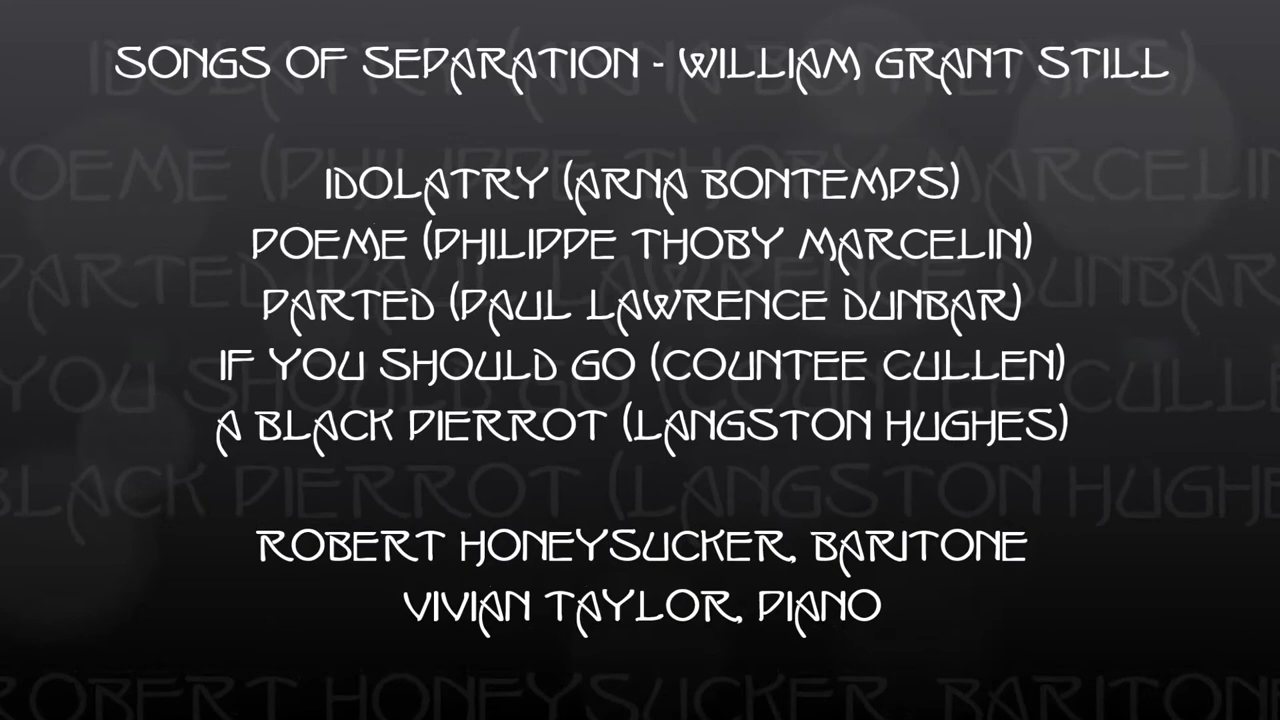 SONGS OF SEPARATION - WILLIAM GRANT STILL
IDOLATRY (ARNA BONTEMPS)
POEME (PHILIPPE THOBY MARCELIN)
PARTED (PAUL LAWRENCE DUNBAR)
IF YOU SHOULD GO (COUNTEE CULLEN)
A BLACK PIERROT (LANGSTON HUGHES)
ROBERT HONEYSUCKER, BARITONE
VIVIAN TAYLOR, PIANO